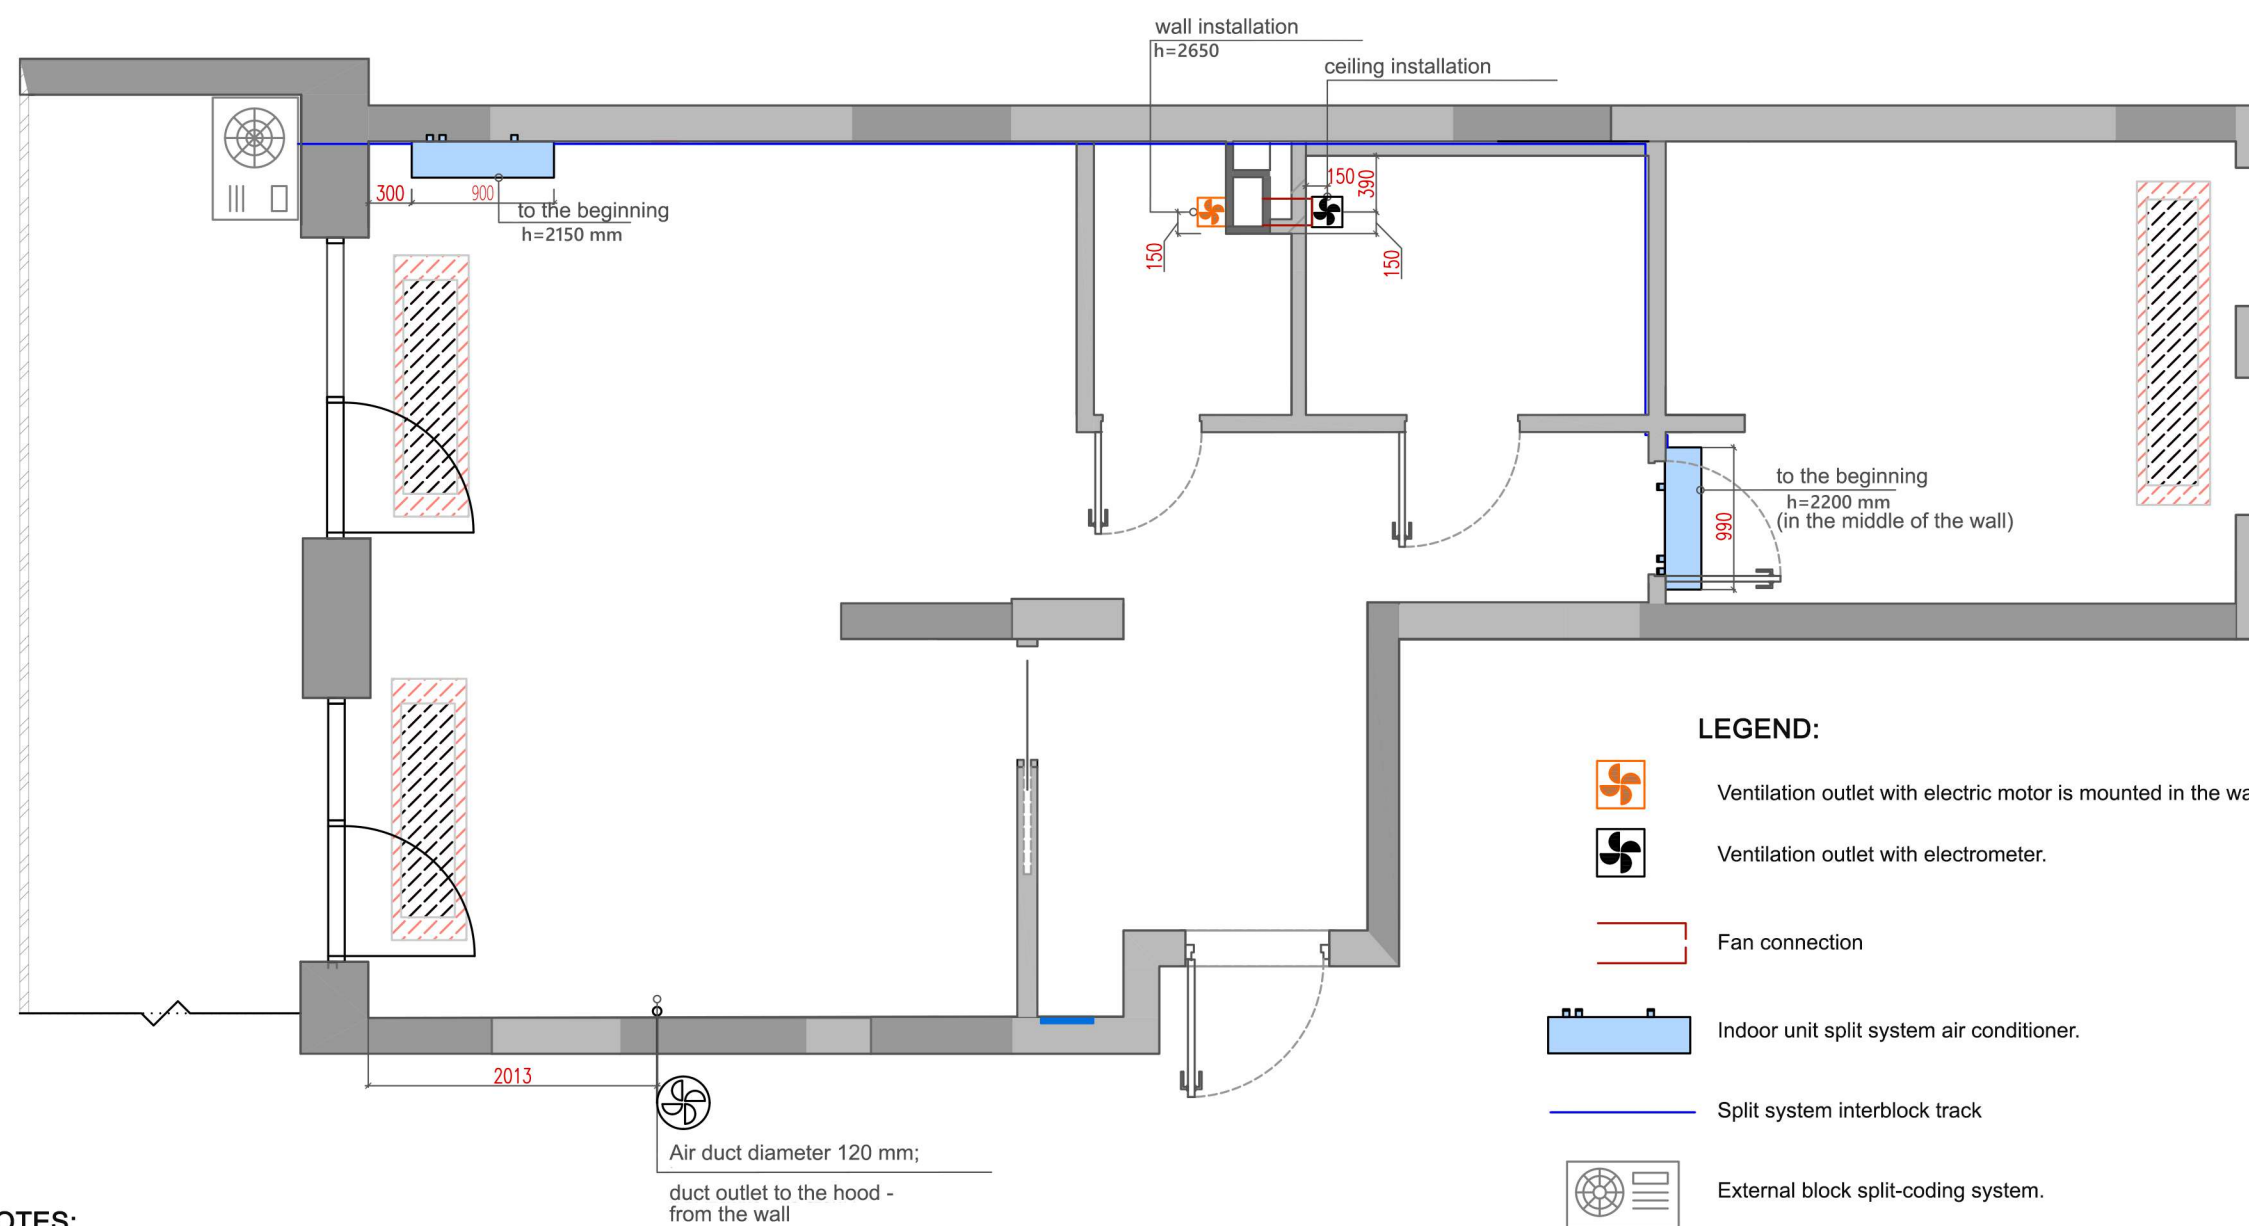 wall installation
h=2650
ceiling installation
300
900
to the beginning
h=2150 mm
150
390
150
150
to the beginning
h=2200 mm
(in the middle of the wall)
990
LEGEND:
Ventilation outlet with electric motor is mounted in the wa
Ventilation outlet with electrometer.
Fan connection
Indoor unit split system air conditioner.
Split system interblock track
External block split-coding system.
2013
Air duct diameter 120 mm;
duct outlet to the hood -
from the wall
OTES: